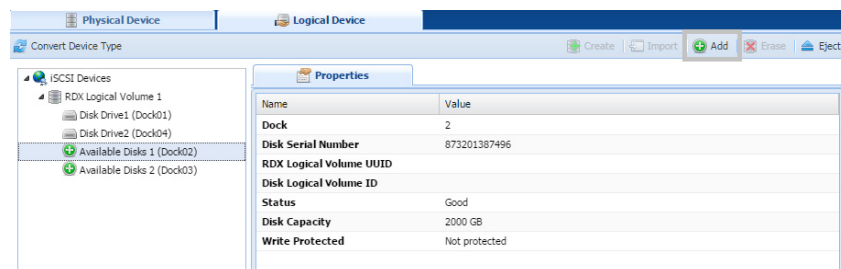 Physical Device Logical Device
Convert Device Type Create Import Add Erase Eject
iSCSI Devices
RDX Logical Volume 1
Disk Drive1 (Dock01)
Disk Drive2 (Dock04)
Available Disks 1 (Dock02)
Available Disks 2 (Dock03)
Properties
Name Value
Dock 2
Disk Serial Number 873201387496
RDX Logical Volume UUID
Disk Logical Volume ID
Status Good
Disk Capacity 2000 GB
Write Protected Not protected